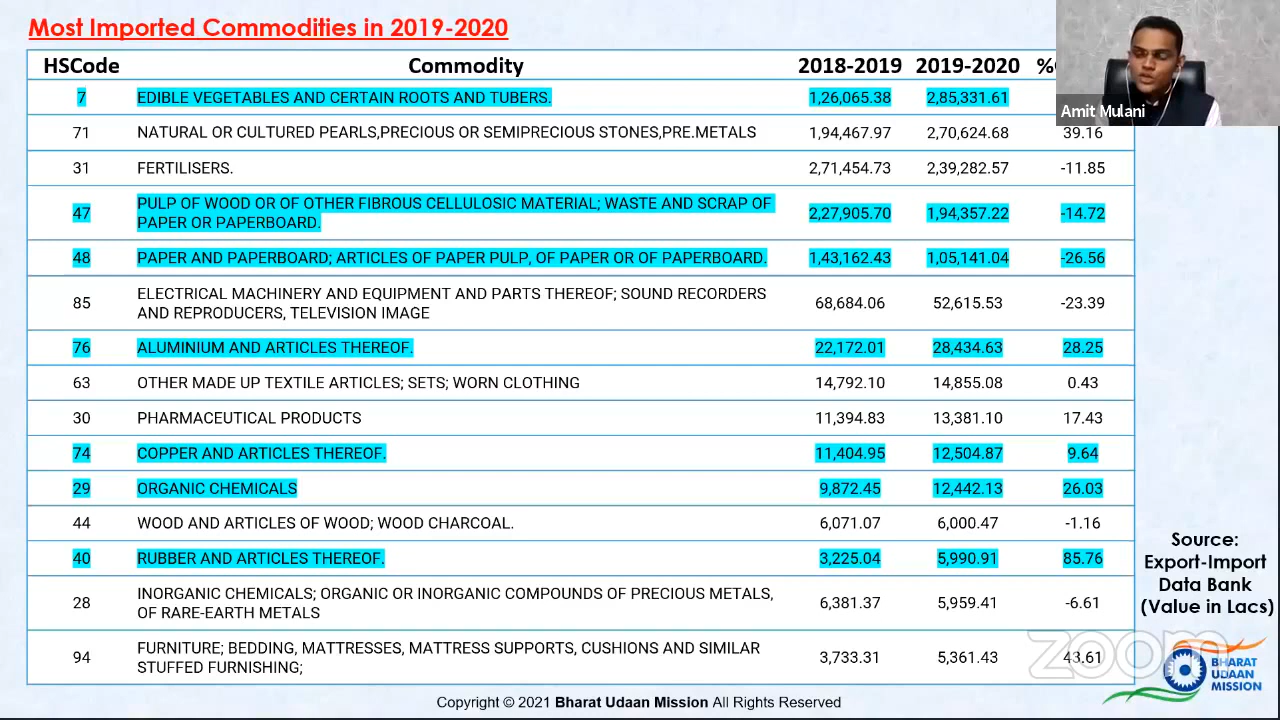 Most Imported Commodities in 2019-2020
HSCode Commodity 2018-2019 2019-2020
Amit Mulani
7 EDIBLE VEGETABLES AND CERTAIN ROOTS AND TUBERS. 1,26,065.38 2,85,331.61
71 NATURAL OR CULTURED PEARLS,PRECIOUS OR SEMIPRECIOUS STONES,PRE.METALS 1,94,467.97 2,70,624.68 39.16
31 FERTILISERS. 2,71,454.73 2,39,282.57 -11.85
47 PULP OF WOOD OR OF OTHER FIBROUS CELLULOSIC MATERIAL; WASTE AND SCRAP OF
PAPER OR PAPERBOARD. 2,27,905.70 1,94,357.22 -14.72
48 PAPER AND PAPERBOARD; ARTICLES OF PAPER PULP, OF PAPER OR OF PAPERBOARD. 1,43,162.43 1,05,141.04 -26.56
85 ELECTRICAL MACHINERY AND EQUIPMENT AND PARTS THEREOF; SOUND RECORDERS
AND REPRODUCERS, TELEVISION IMAGE 68,684.06 52,615.53 -23.39
76 ALUMINIUM AND ARTICLES THEREOF. 22,172.01 28,434.63 28.25
63 OTHER MADE UP TEXTILE ARTICLES; SETS; WORN CLOTHING 14,792.10 14,855.08 0.43
30 PHARMACEUTICAL PRODUCTS 11,394.83 13,381.10 17.43
74 COPPER AND ARTICLES THEREOF. 11,404.95 12,504.87 9.64
29 ORGANIC CHEMICALS 9,872.45 12,442.13 26.03
44 WOOD AND ARTICLES OF WOOD; WOOD CHARCOAL. 6,071.07 6,000.47 -1.16
40 RUBBER AND ARTICLES THEREOF. 3,225.04 5,990.91 85.76
28 INORGANIC CHEMICALS; ORGANIC OR INORGANIC COMPOUNDS OF PRECIOUS METALS,
OF RARE-EARTH METALS 6,381.37 5,959.41 -6.61
94 FURNITURE; BEDDING, MATTRESSES, MATTRESS SUPPORTS, CUSHIONS AND SIMILAR
STUFFED FURNISHING; 3,733.31 5,361.43 43.61
Source:
Export-Import
Data Bank
(Value in Lacs)
zoom
BHARAT
UDAAN
MISSION
Copyright © 2021 Bharat Udaan Mission All Rights Reserved